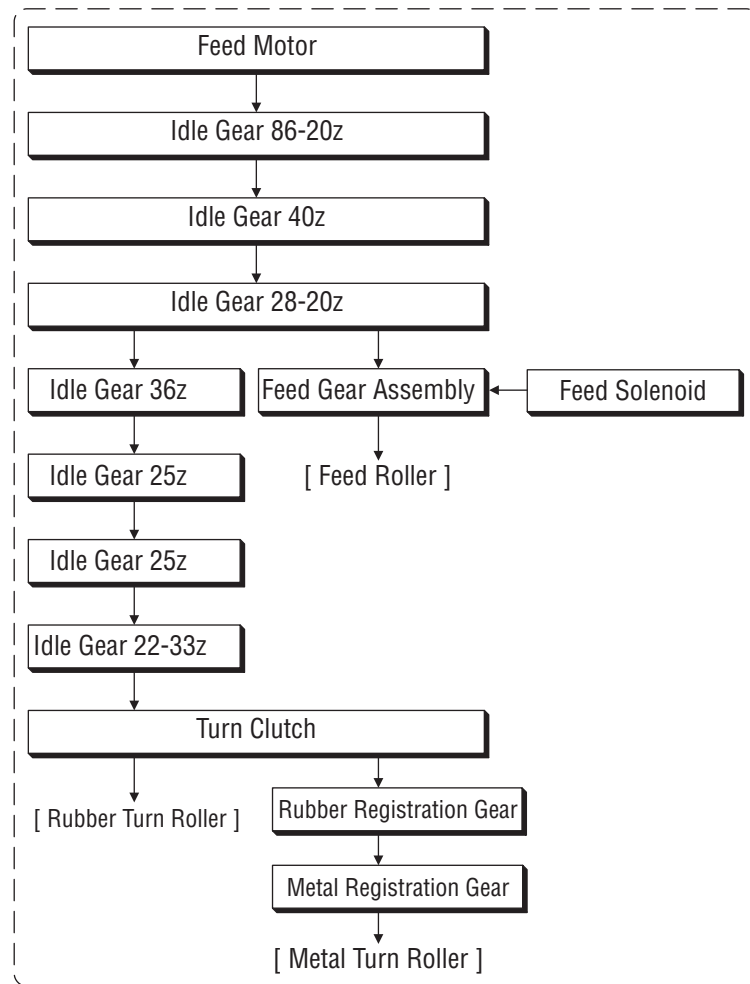 Feed Motor
Idle Gear 86-20z
Idle Gear 40z
Idle Gear 28-20z
Idle Gear 36z
Feed Gear Assembly
Feed Solenoid
Idle Gear 25z
[ Feed Roller ]
Idle Gear 25z
Idle Gear 22-33z
Turn Clutch
[ Rubber Turn Roller ]
Rubber Registration Gear
Metal Registration Gear
[ Metal Turn Roller ]